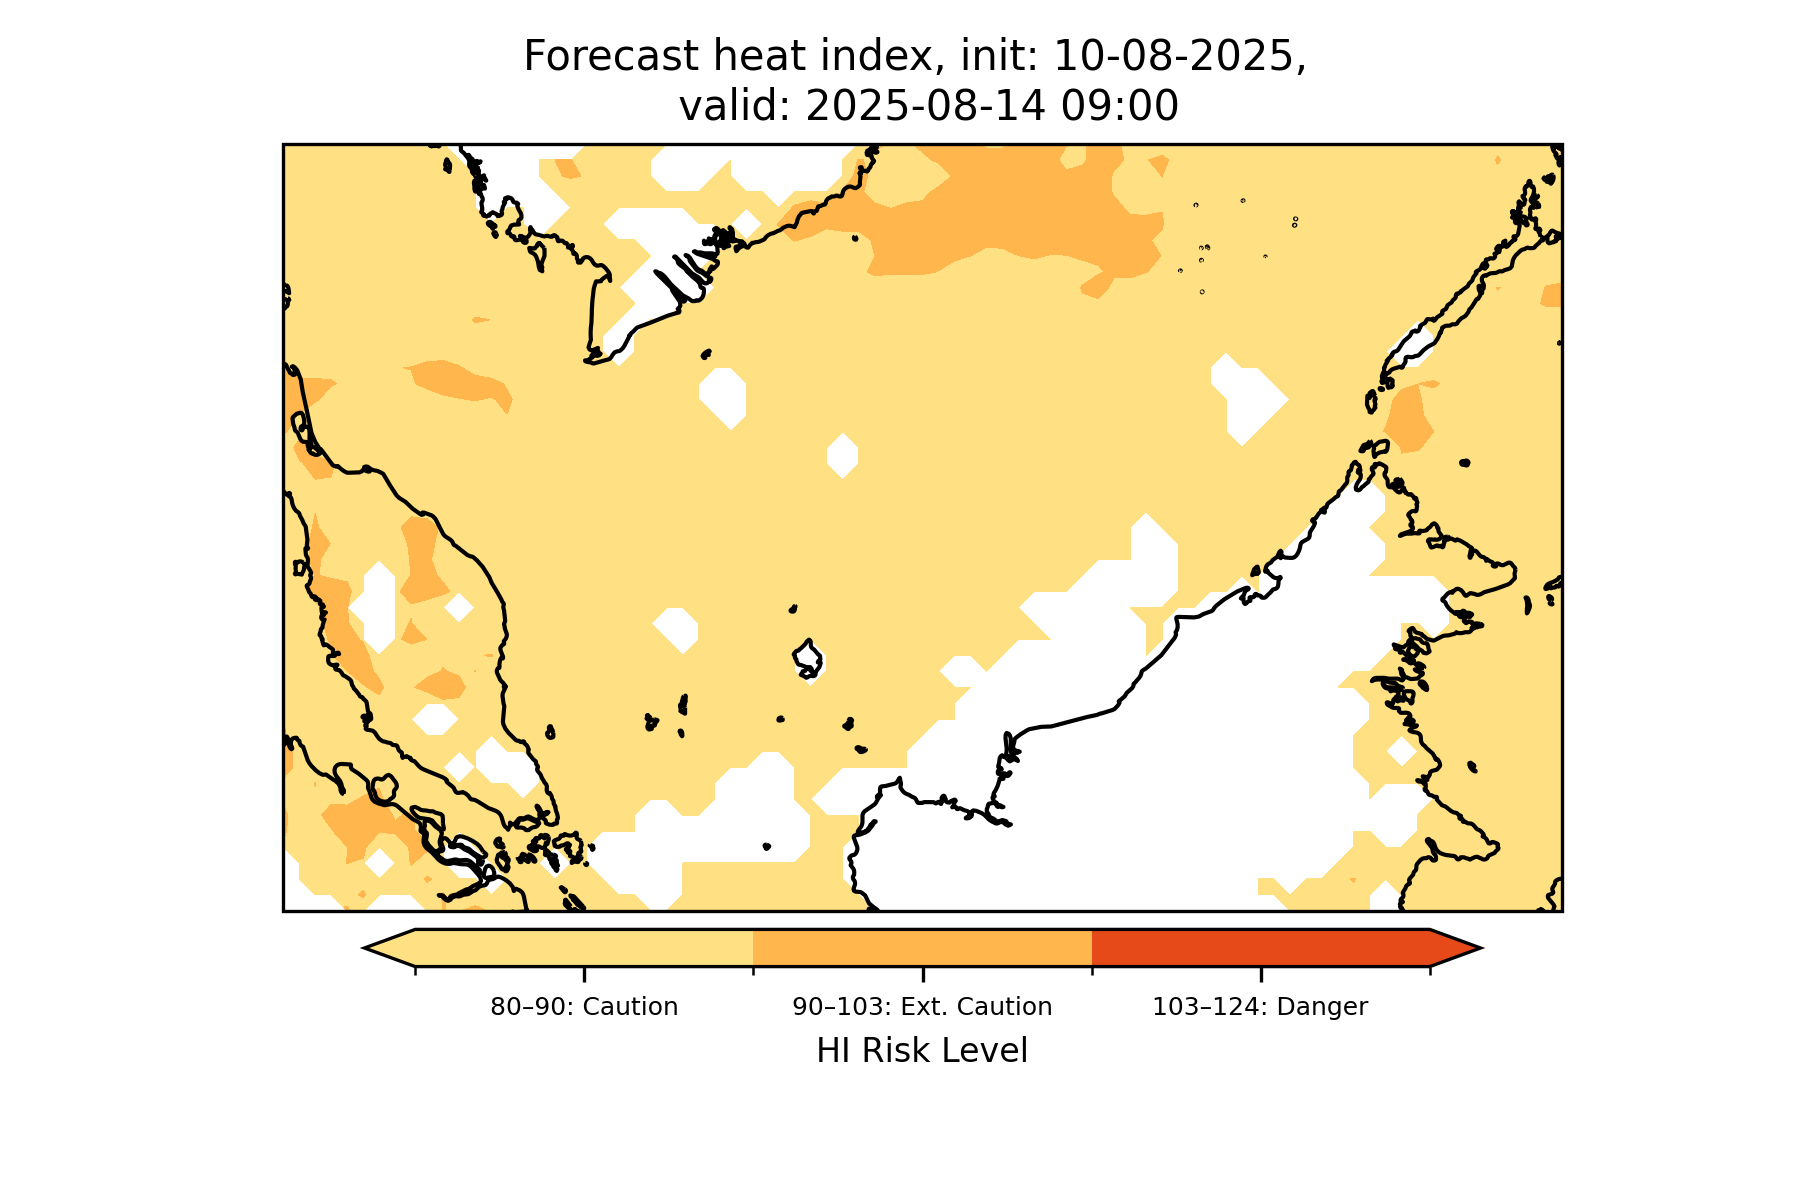 Forecast heat index, init: 10-08-2025,
valid: 2025-08-14 09:00
80–90: Caution
90–103: Ext. Caution
103–124: Danger
HI Risk Level